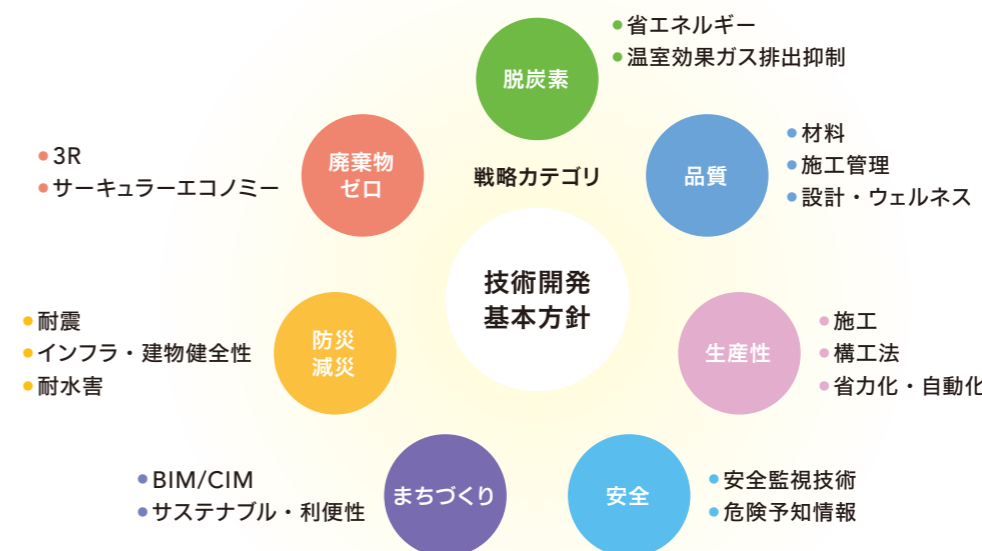 脱炭素
● 省エネルギー
● 温室効果ガス排出抑制
廃棄物
ゼロ
● 3R
● サーキュラーエコノミー
戦略カテゴリ
品質
● 材料
● 施工管理
● 設計・ウェルネス
技術開発
基本方針
防災
減災
● 耐震
● インフラ・建物健全性
● 耐水害
生産性
● 施工
● 構工法
● 省力化・自動化
まちづくり
● BIM/CIM
● サステナブル・利便性
安全
● 安全監視技術
● 危険予知情報